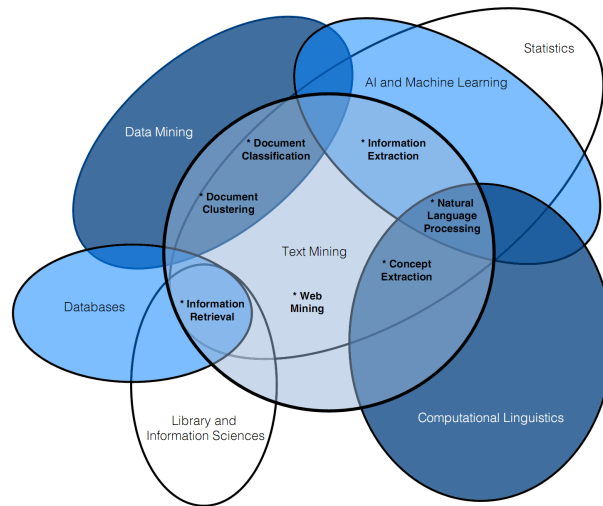 Statistics
AI and Machine Learning
Data Mining
* Document
Classification
* Information
Extraction
* Document
Clustering
* Natural
Language
Processing
Text Mining
* Concept
Extraction
* Web
Mining
Databases
* Information
Retrieval
Library and
Information Sciences
Computational Linguistics